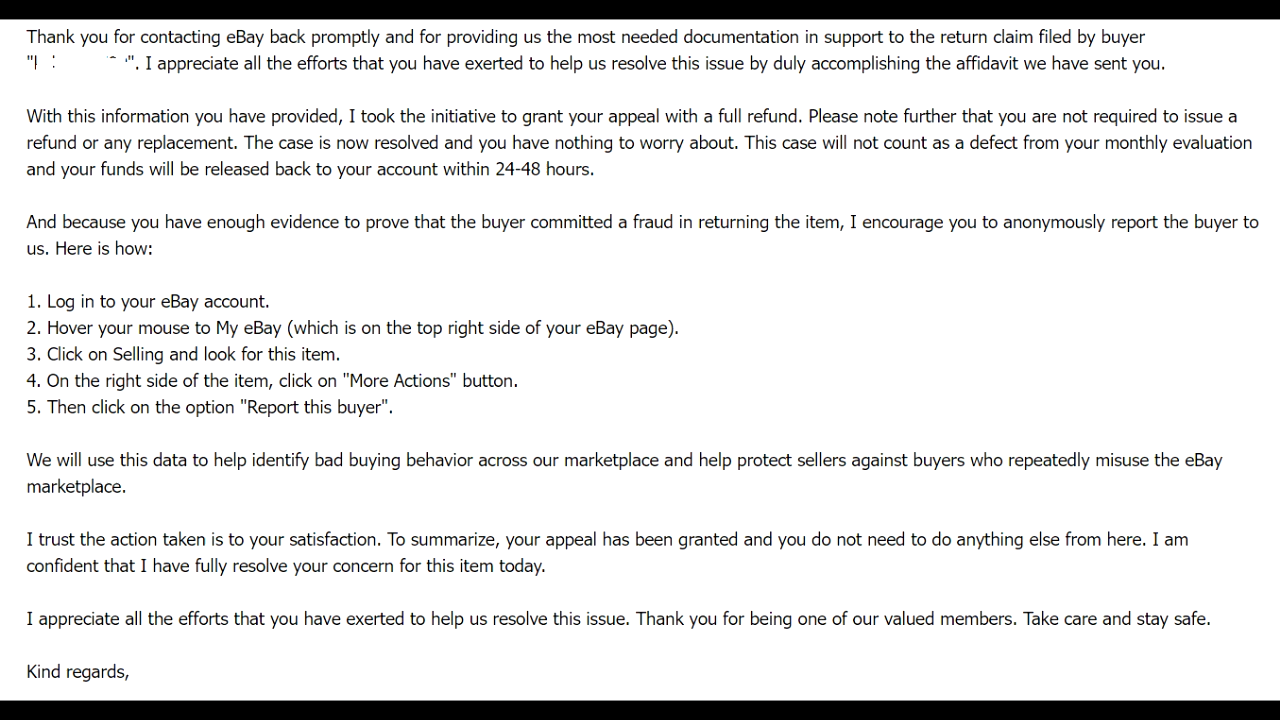 Thank you for contacting eBay back promptly and for providing us the most needed documentation in support to the return claim filed by buyer
". I appreciate all the efforts that you have exerted to help us resolve this issue by duly accomplishing the affidavit we have sent you.
With this information you have provided, I took the initiative to grant your appeal with a full refund. Please note further that you are not required to issue a
refund or any replacement. The case is now resolved and you have nothing to worry about. This case will not count as a defect from your monthly evaluation
and your funds will be released back to your account within 24-48 hours.
And because you have enough evidence to prove that the buyer committed a fraud in returning the item, I encourage you to anonymously report the buyer to
us. Here is how:
1. Log in to your eBay account.
2. Hover your mouse to My eBay (which is on the top right side of your eBay page).
3. Click on Selling and look for this item.
4. On the right side of the item, click on "More Actions" button.
5. Then click on the option "Report this buyer".
We will use this data to help identify bad buying behavior across our marketplace and help protect sellers against buyers who repeatedly misuse the eBay
marketplace.
I trust the action taken is to your satisfaction. To summarize, your appeal has been granted and you do not need to do anything else from here. I am
confident that I have fully resolve your concern for this item today.
I appreciate all the efforts that you have exerted to help us resolve this issue. Thank you for being one of our valued members. Take care and stay safe.
Kind regards,